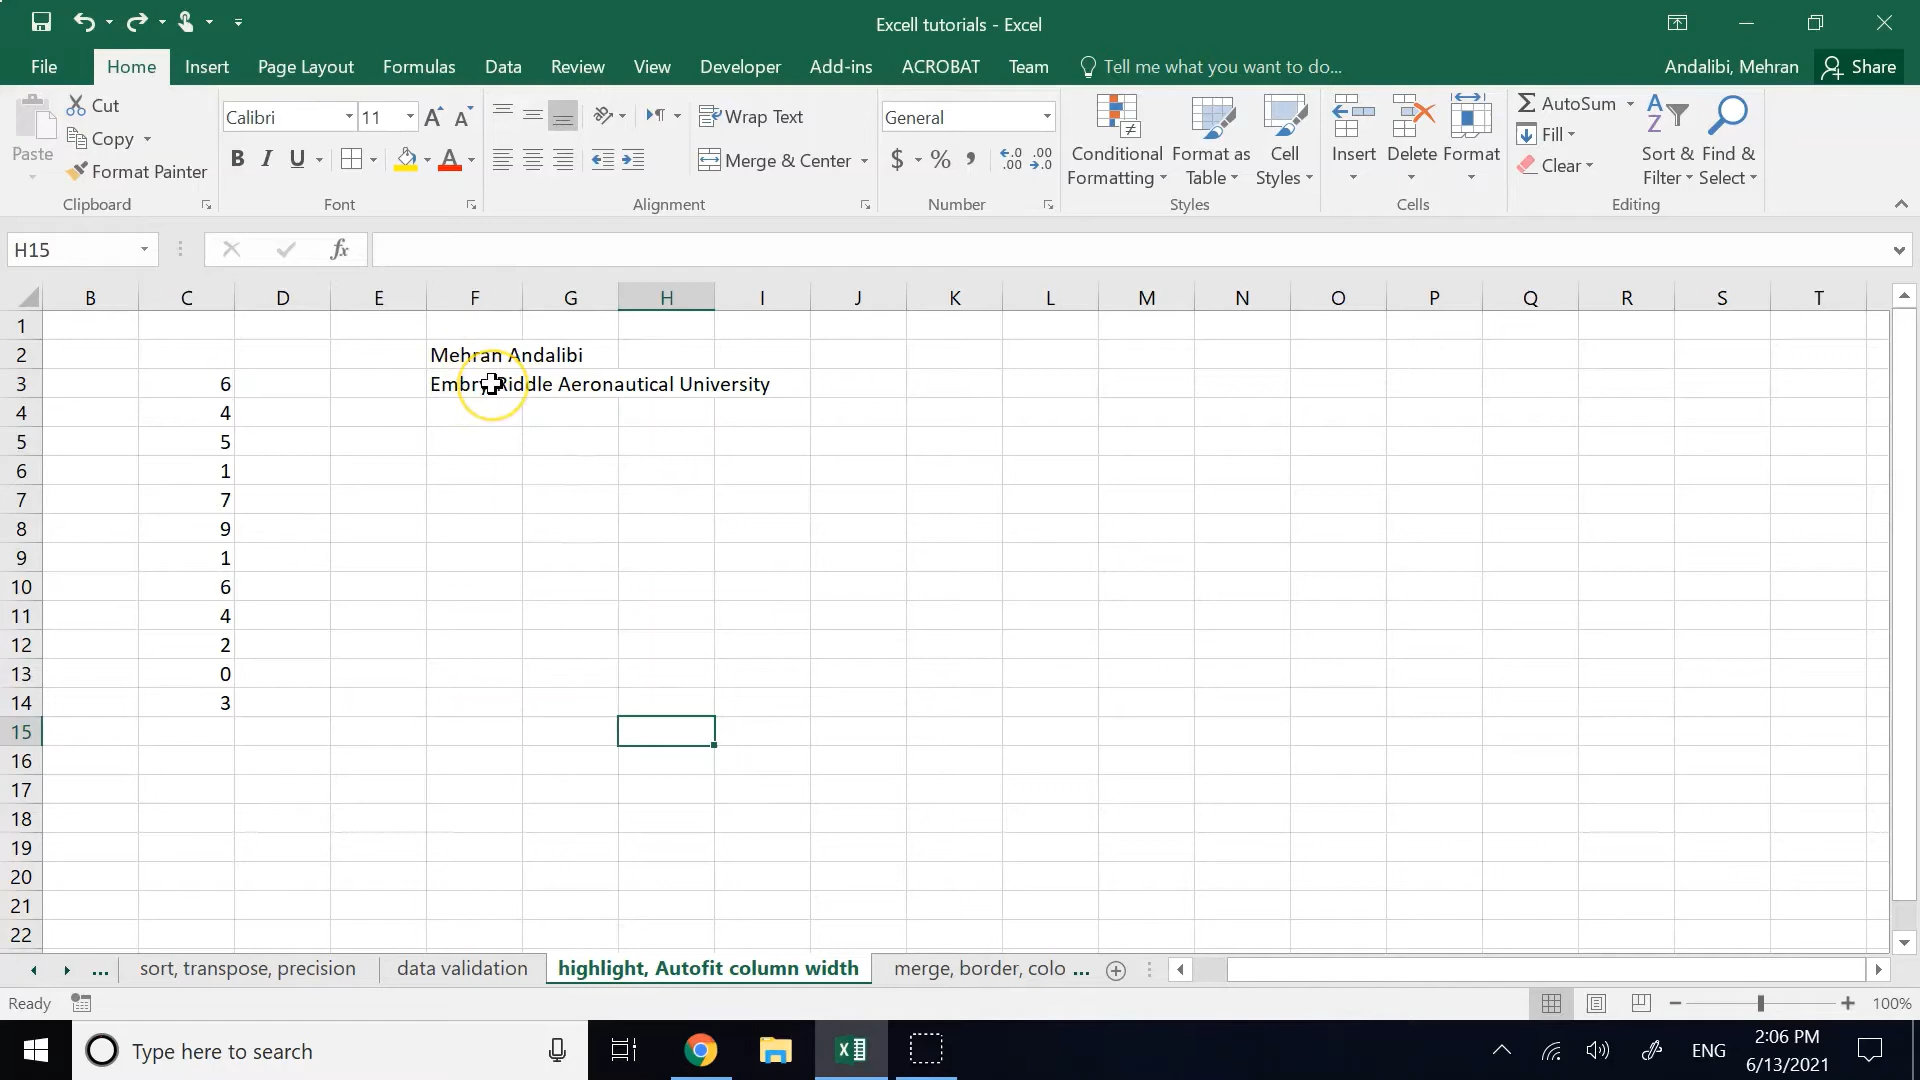 Excell tutorials - Excel
File Home Insert Page Layout Formulas Data Review View Developer Add-ins ACROBAT Team Tell me what you want to do... Andalibi, Mehran Share
Paste
Cut
Copy
Format Painter
Clipboard
Calibri 11
B I U
Font
Wrap Text
Merge & Center
Alignment
General
$ % ,
Number
Conditional Formatting
Format as Table
Cell Styles
Styles
Insert Delete Format
Cells
AutoSum
Fill
Clear
Sort & Filter
Find & Select
Editing
H15 fx
B C D E F G H I J K L M N O P Q R S T
1
2 Mehran Andalibi
3 6 Embry Riddle Aeronautical University
4 4
5 5
6 1
7 7
8 9
9 1
10 6
11 4
12 2
13 0
14 3
15
16
17
18
19
20
21
22
... sort, transpose, precision data validation highlight, Autofit column width merge, border, colo ...
Ready 100%
Type here to search ENG 2:06 PM
6/13/2021